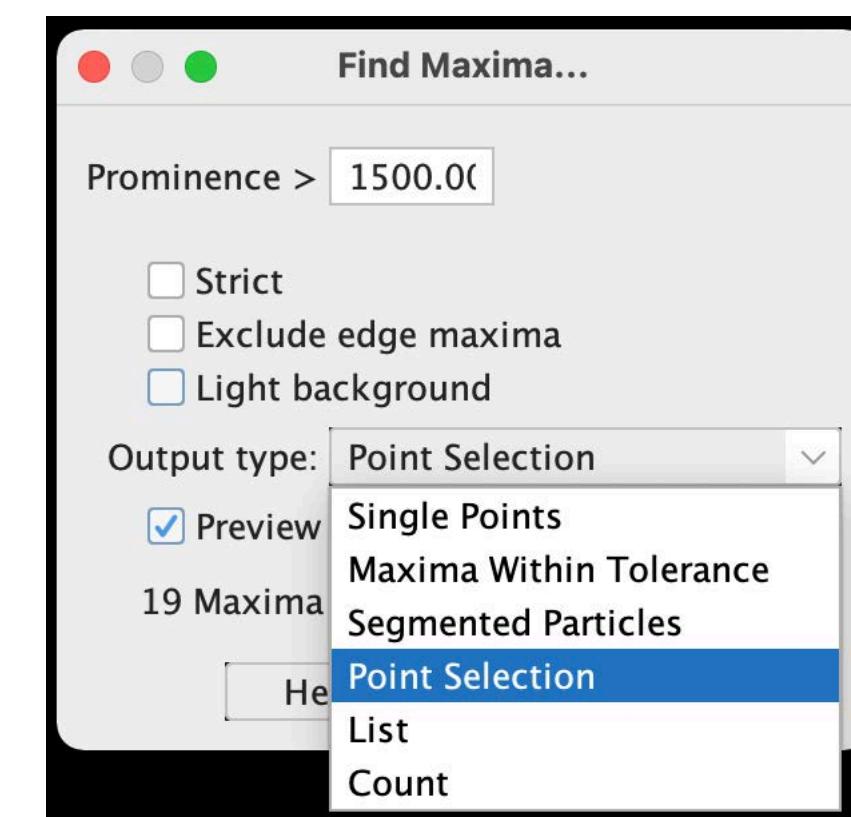 Find Maxima...
Prominence > 1500.0(
Strict
Exclude edge maxima
Light background
Output type: Point Selection
Preview
Single Points
Maxima Within Tolerance
19 Maxima
Segmented Particles
Point Selection
He
List
Count